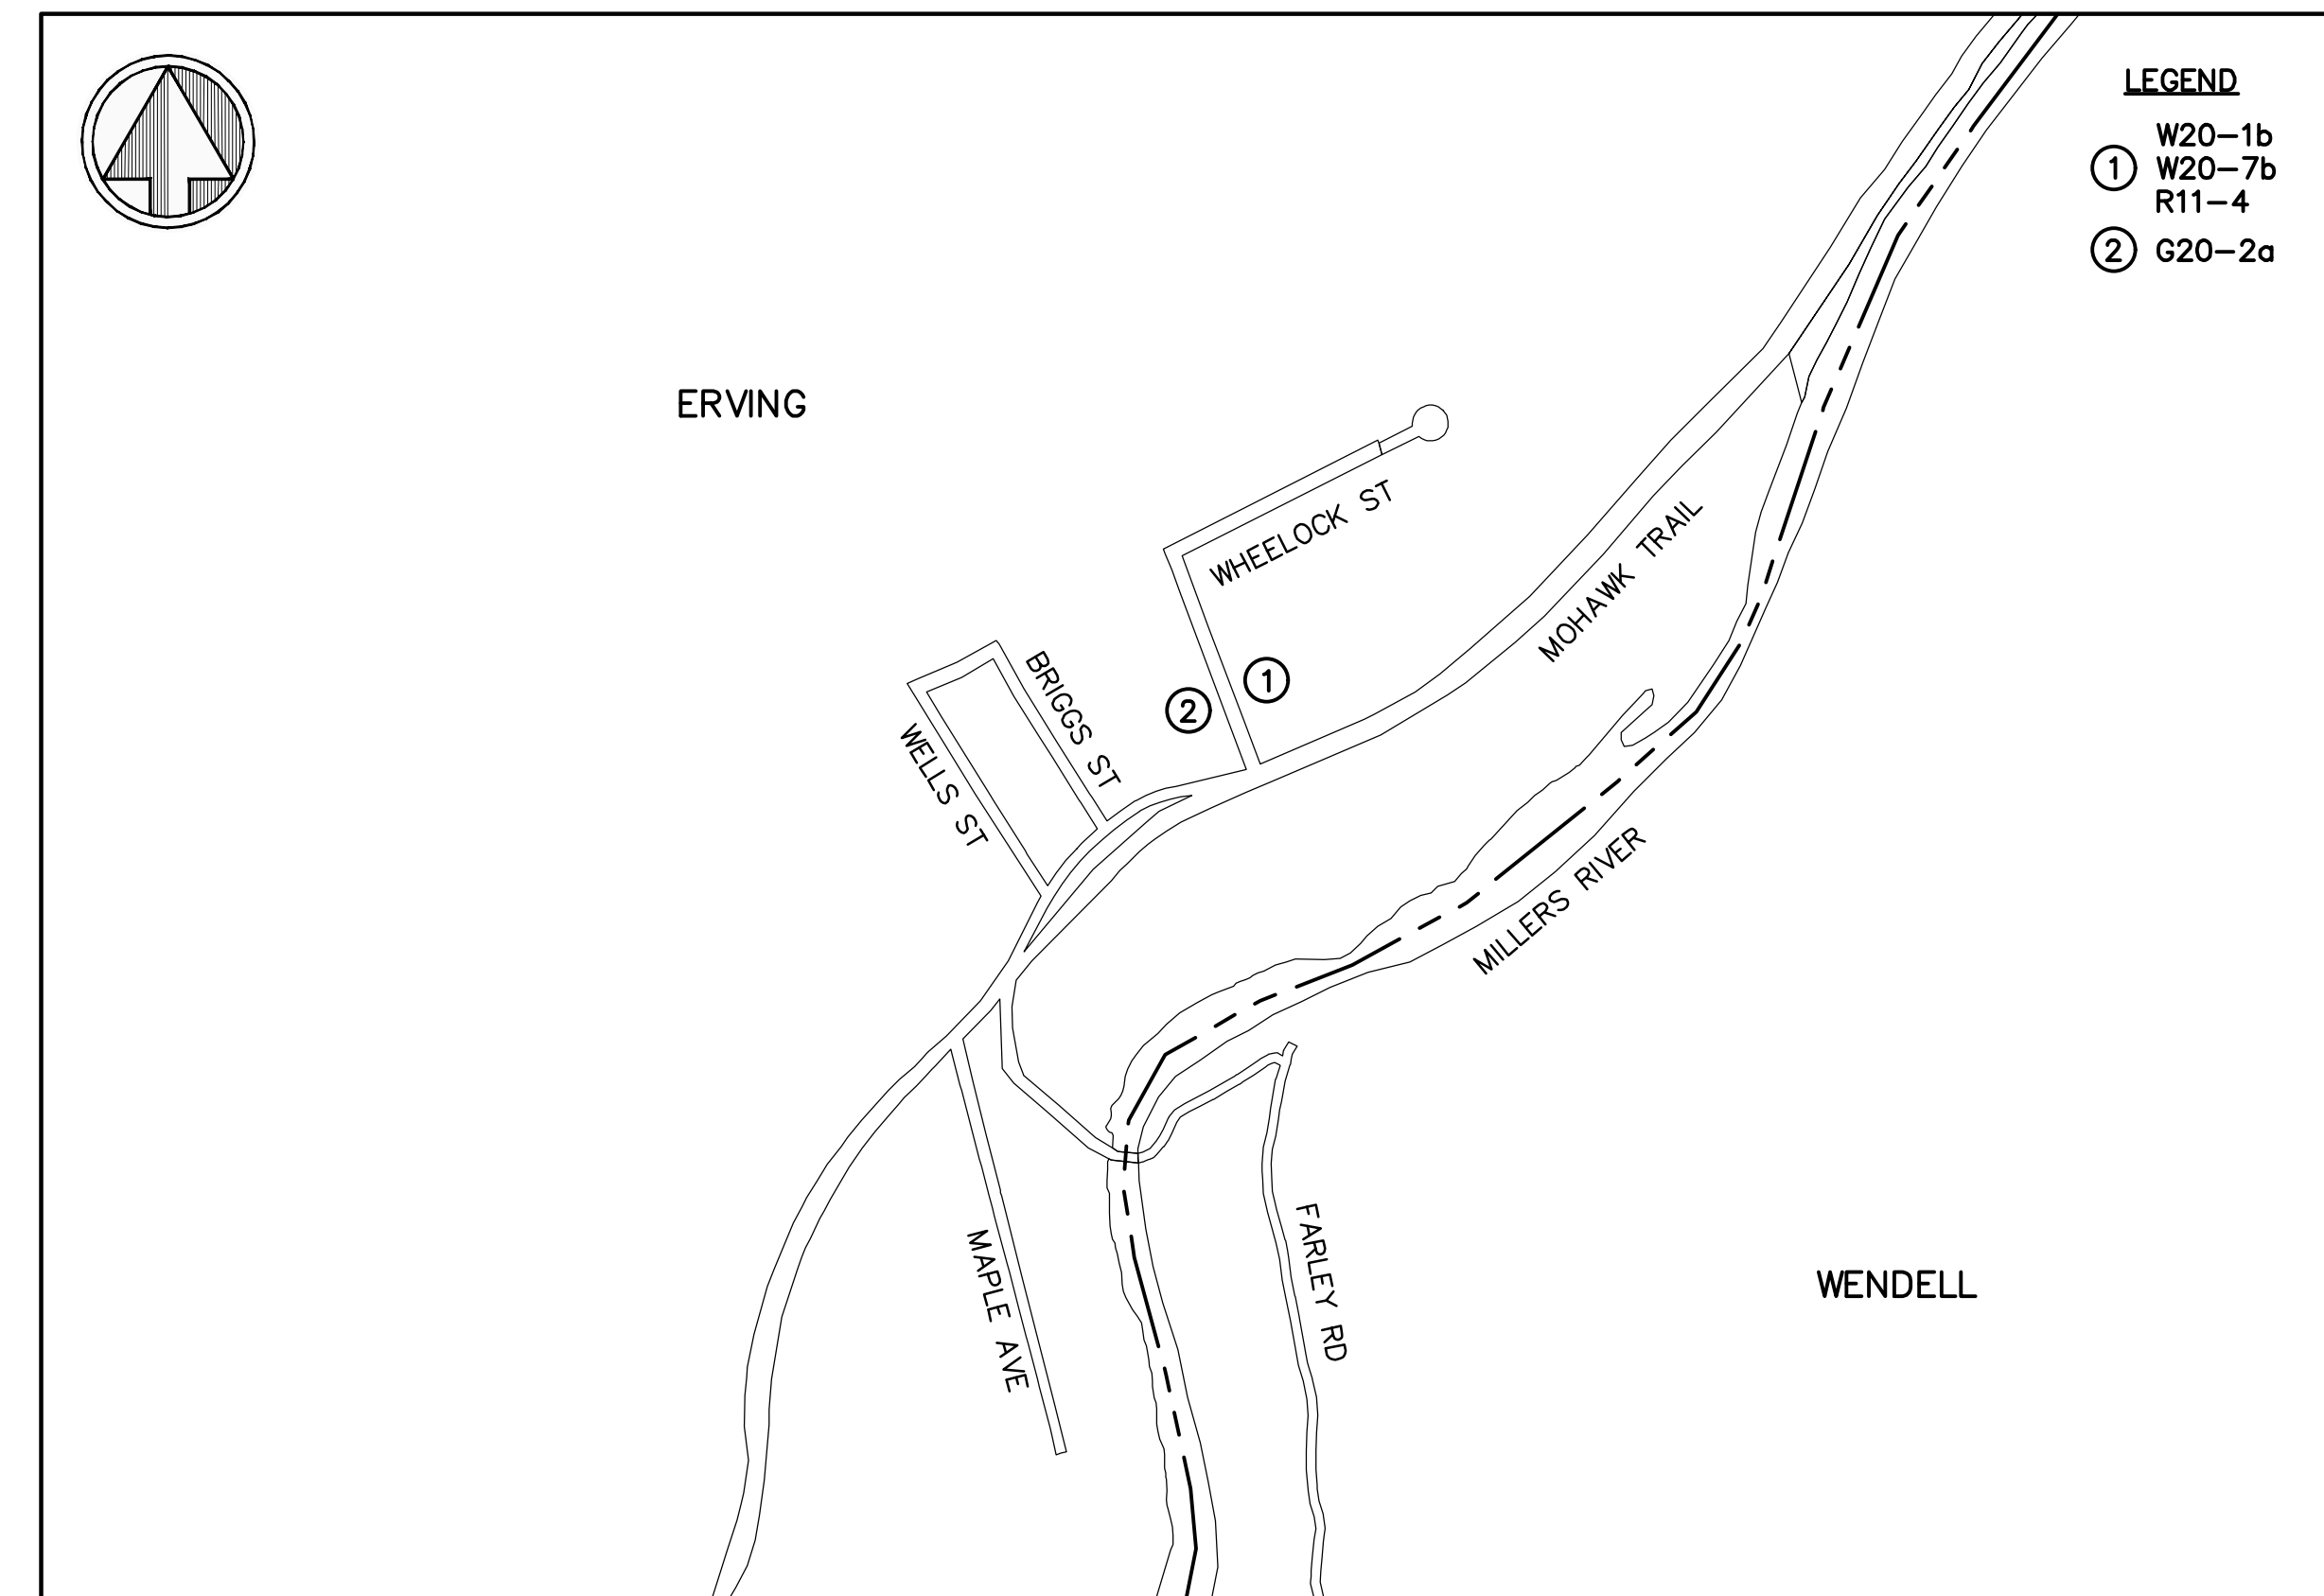 LEGEND
W20-1b
1 W20-7b
R11-4
2 G20-2a
ERVING
WHEELOCK ST
MOHAWK TRAIL
BRIGGS ST
1
2
WELLS ST
MILLERS RIVER
FARLEY RD
MAPLE AVE
WENDELL